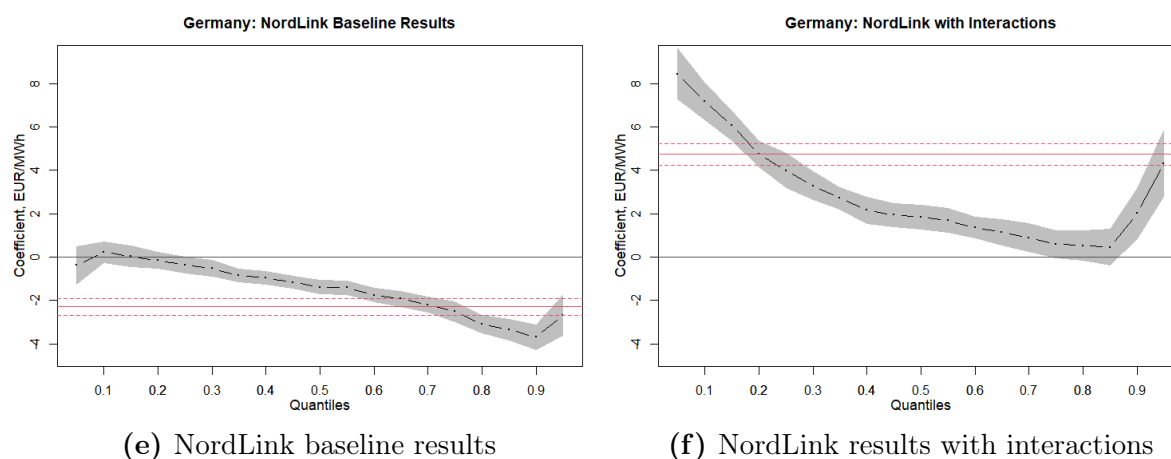 Germany: NordLink Baseline Results
Coefficient, EUR/MWh
8
6
4
2
0
-2
-4
0.1 0.2 0.3 0.4 0.5 0.6 0.7 0.8 0.9
Quantiles
(e) NordLink baseline results
Germany: NordLink with Interactions
Coefficient, EUR/MWh
8
6
4
2
0
-2
-4
0.1 0.2 0.3 0.4 0.5 0.6 0.7 0.8 0.9
Quantiles
(f) NordLink results with interactions